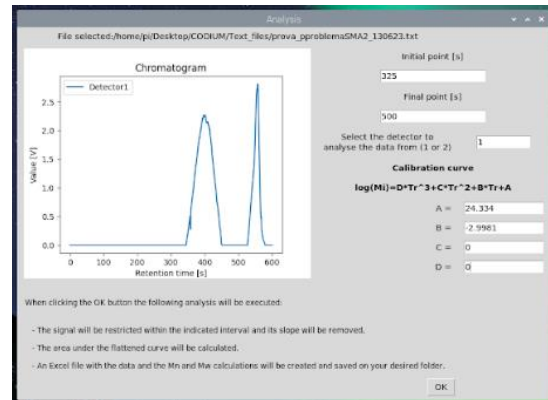 Analysis
File selected:/home/pi/Desktop/CODIUM/Text_files/prova_pproblemaSMA2_130623.txt
Chromatogram
Detector1
Value [V]
2.5
2.0
1.5
1.0
0.5
0.0
0 100 200 300 400 500 600
Retention time [s]
Initial point [s]
325
Final point [s]
500
Select the detector to
analyse the data from (1 or 2)
1
Calibration curve
log(Mi)=D*Tr^3+C*Tr^2+B*Tr+A
A = 24.334
B = -2.9981
C = 0
D = 0
When clicking the OK button the following analysis will be executed:
- The signal will be restricted within the indicated interval and its slope will be removed.
- The area under the flattened curve will be calculated.
- An Excel file with the data and the Mn and Mw calculations will be created and saved on your desired folder.
OK